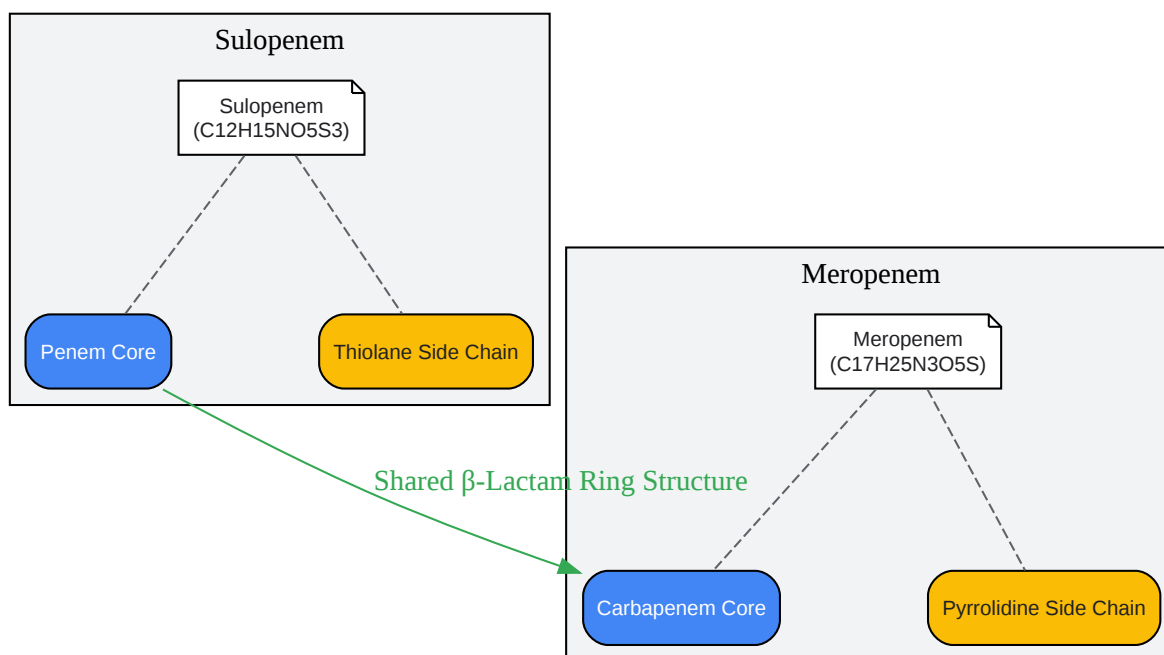 Sulopenem
Sulopenem
(C12H15NO5S3)
Penem Core
Thiolane Side Chain
Meropenem
Meropenem
(C17H25N3O5S)
Shared β-Lactam Ring Structure
Carbapenem Core
Pyrrolidine Side Chain